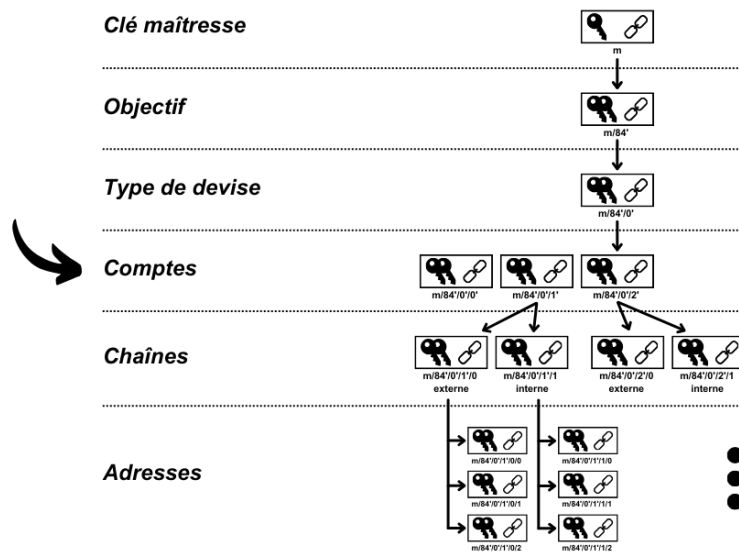 Clé maîtresse
m
Objectif
m/84'
Type de devise
m/84'/0'
Comptes
m/84'/0'/0' m/84'/0'/1' m/84'/0'/2'
Chaînes
m/84'/0'/1'/0 m/84'/0'/1'/1 m/84'/0'/2'/0 m/84'/0'/2'/1
externe interne externe interne
Adresses
m/84'/0'/1'/0/0 m/84'/0'/1'/1/0
m/84'/0'/1'/0/1 m/84'/0'/1'/1/1
m/84'/0'/1'/0/2 m/84'/0'/1'/1/2